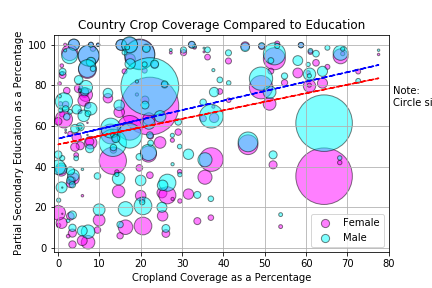 Country Crop Coverage Compared to Education
Partial Secondary Education as a Percentage
100
80
60
40
20
0
0 10 20 30 40 50 60 70 80
Cropland Coverage as a Percentage
Female
Male
Note:
Circle si